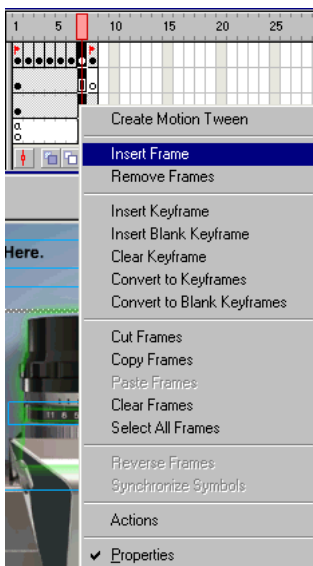 1 5 10 15 20 25
a
Create Motion Tween
Insert Frame
Remove Frames
Insert Keyframe
Insert Blank Keyframe
Clear Keyframe
Convert to Keyframes
Convert to Blank Keyframes
Here.
Cut Frames
Copy Frames
Paste Frames
Clear Frames
Select All Frames
11 8
Reverse Frames
Synchronize Symbols
Actions
Properties